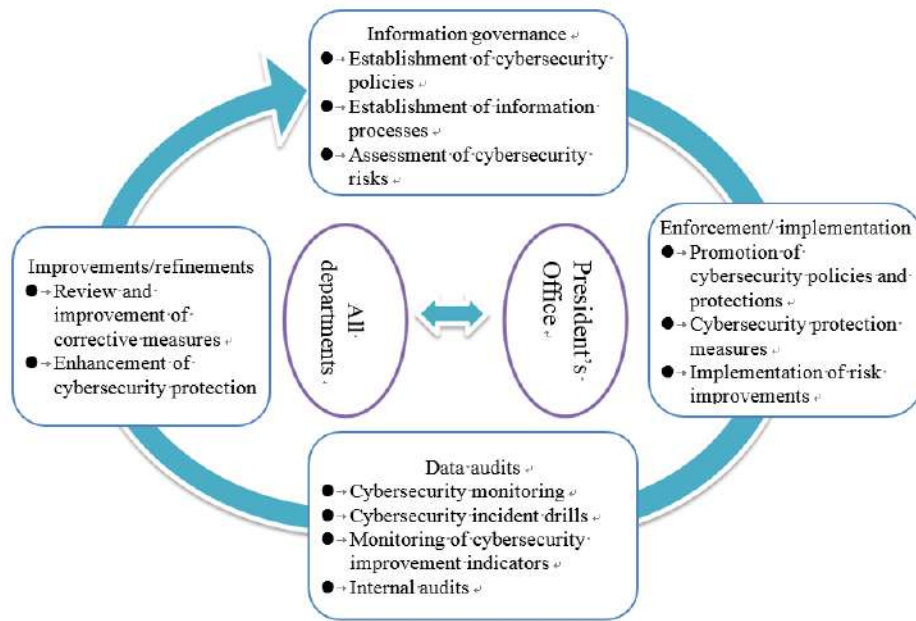 Information governance
● Establishment of cybersecurity
policies
● Establishment of information
processes
● Assessment of cybersecurity
risks
Enforcement/ implementation
● Promotion of
cybersecurity policies and
protections
● Cybersecurity protection
measures
● Implementation of risk
improvements
Improvements/refinements
● Review and
improvement of
corrective measures
● Enhancement of
cybersecurity protection
All
departments
President's
Office
Data audits
● Cybersecurity monitoring
● Cybersecurity incident drills
● Monitoring of cybersecurity
improvement indicators
● Internal audits